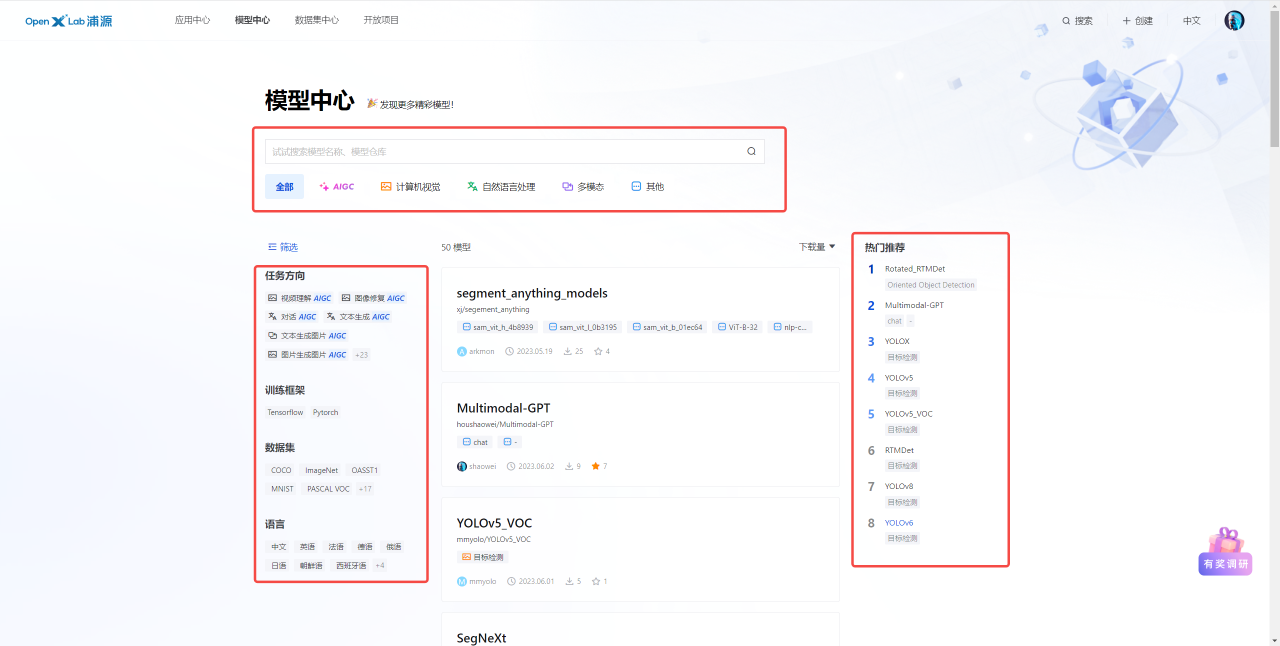 OpenXLab浦源 应用中心 模型中心 数据集中心 开放项目 搜索 创建 中文
模型中心 发现更多精彩模型!
试试搜索模型名称、模型仓库
全部 AIGC 计算机视觉 自然语言处理 多模态 其他
筛选
任务方向
视频理解 AIGC 图像修复 AIGC
对话 AIGC 文本生成 AIGC
文本生成图片 AIGC
图片生成图片 AIGC +23
训练框架
Tensorflow Pytorch
数据集
COCO ImageNet OASST1
MNIST PASCAL VOC +17
语言
中文 英语 法语 德语 俄语
日语 朝鲜语 西班牙语 +4
50 模型 下载量
segment_anything_models
xj/segement_anything
sam_vit_h_4b8939 sam_vit_l_0b3195 sam_vit_b_01ec64 ViT-B-32 nlp-c...
A arkmon 2023.05.19 25 4
Multimodal-GPT
houshaowei/Multimodal-GPT
chat -
shaowei 2023.06.02 9 7
YOLOv5_VOC
mmyolo/YOLOv5_VOC
目标检测
M mmyolo 2023.06.01 5 1
SegNeXt
热门推荐
1 Rotated_RTMDet
Oriented Object Detection
2 Multimodal-GPT
chat -
3 YOLOX
目标检测
4 YOLOv5
目标检测
5 YOLOv5_VOC
目标检测
6 RTMDet
目标检测
7 YOLOv8
目标检测
8 YOLOv6
目标检测
有奖调研